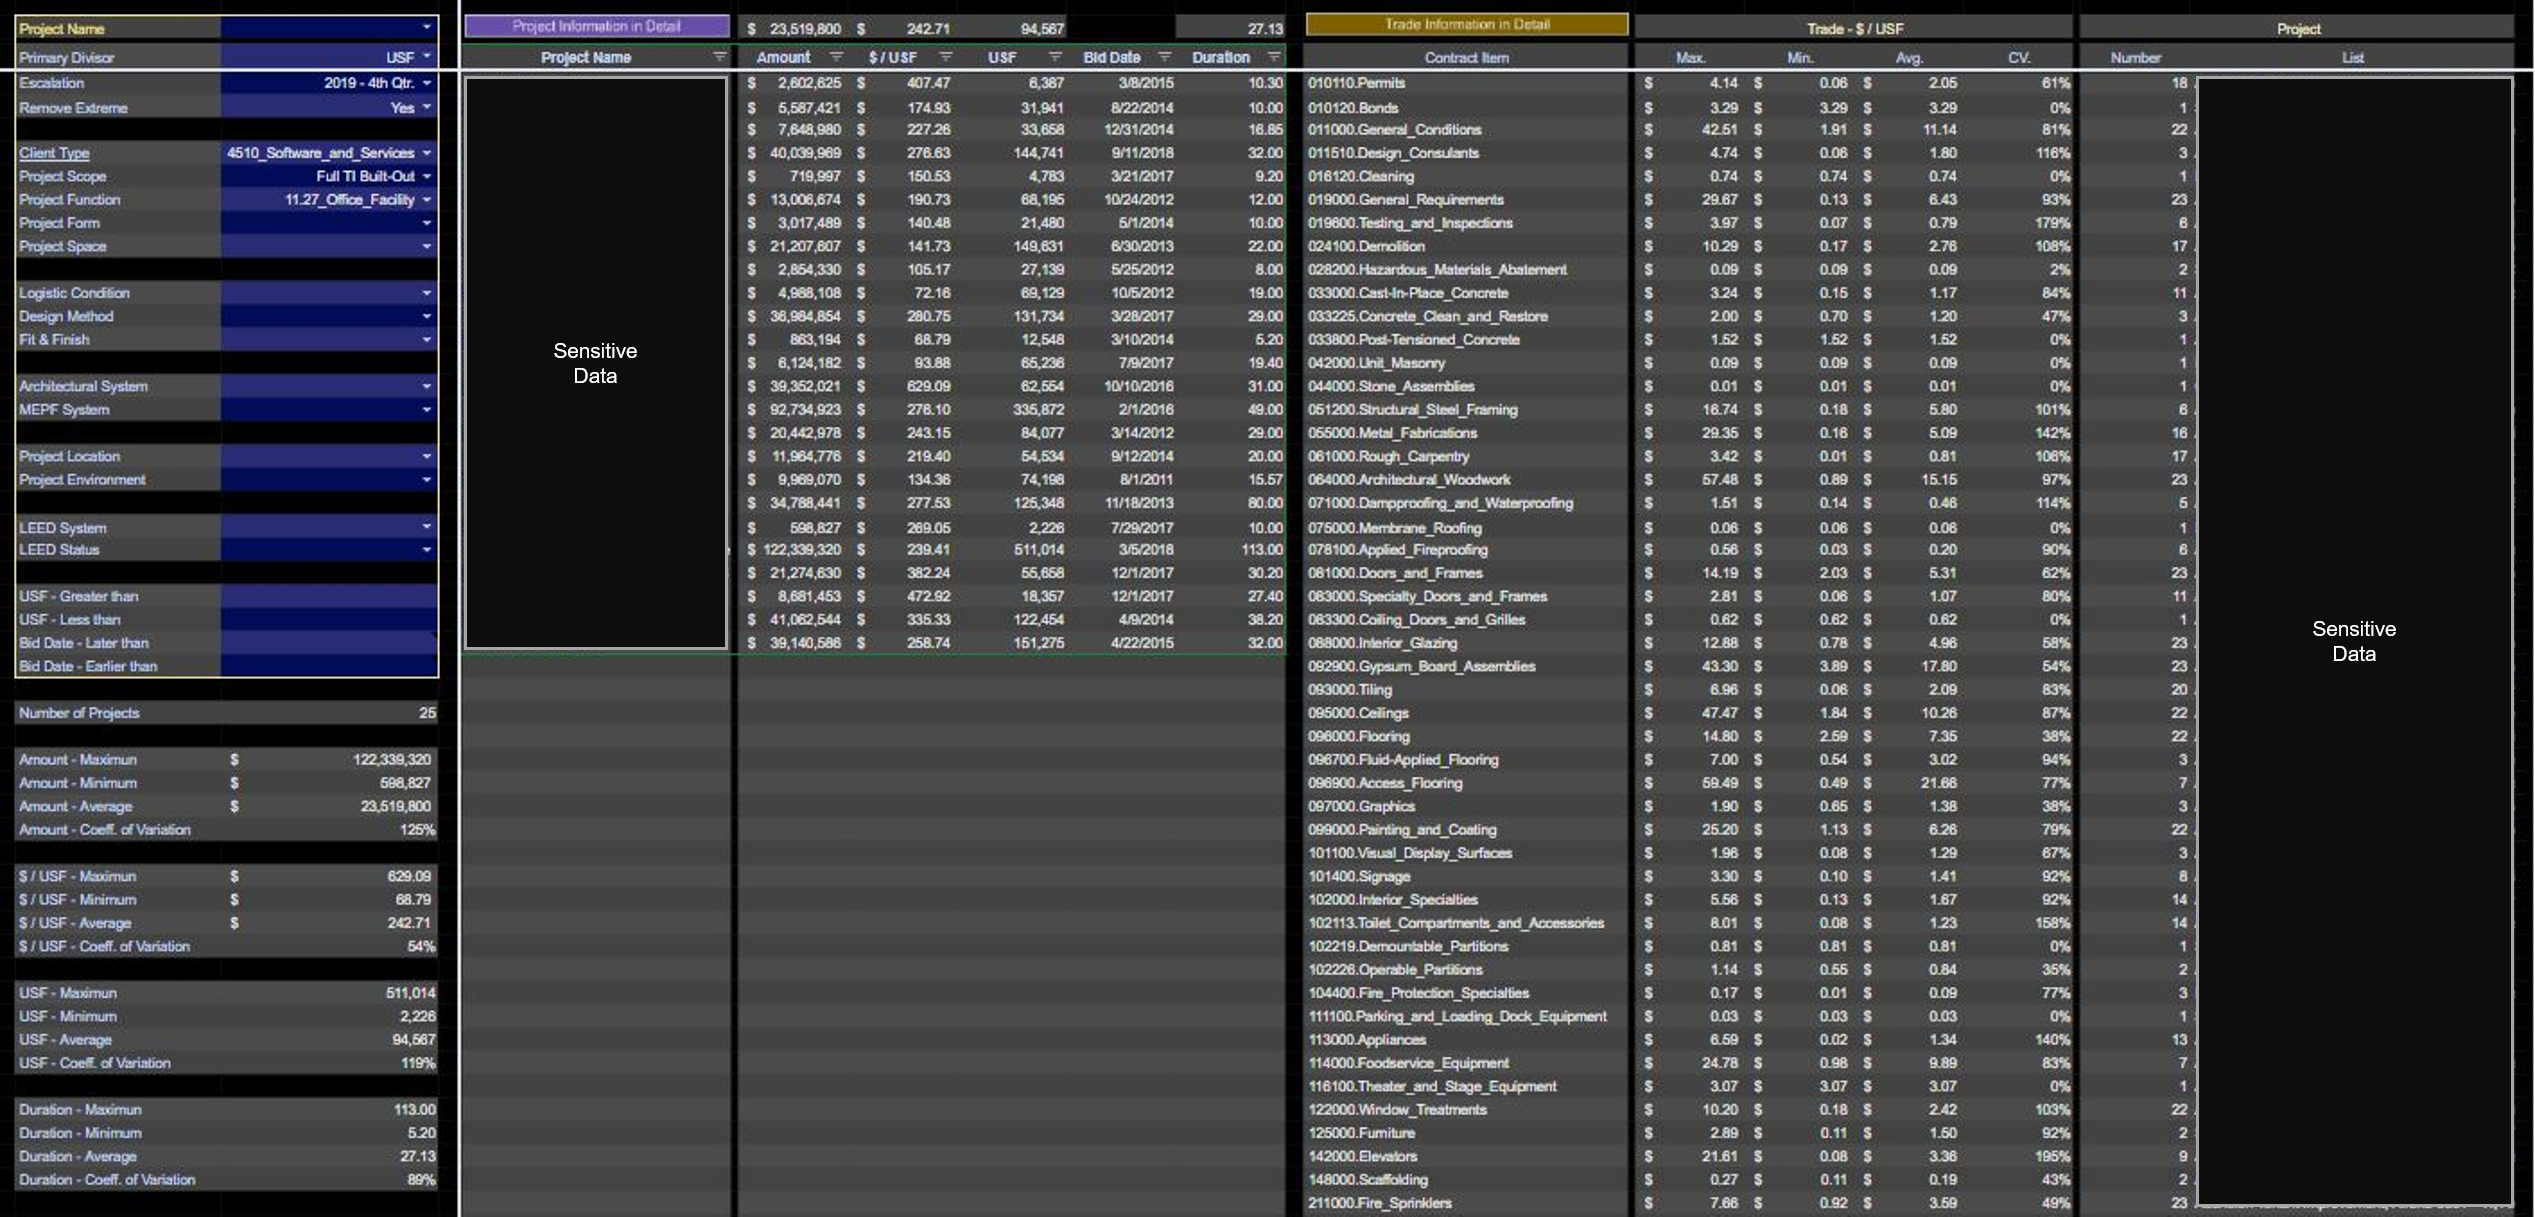 Project Name
Primary Divisor USF
Escalation 2019 - 4th Qtr.
Remove Extreme Yes
Client Type 4510_Software_and_Services
Project Scope Full TI Built-Out
Project Function 11.27_Office_Facility
Project Form
Project Space
Logistic Condition
Design Method
Fit & Finish
Architectural System
MEPF System
Project Location
Project Environment
LEED System
LEED Status
USF - Greater than
USF - Less than
Bid Date - Later than
Bid Date - Earlier than
Number of Projects 25
Amount - Maximun $ 122,339,320
Amount - Minimum $ 598,827
Amount - Average $ 23,519,800
Amount - Coeff. of Variation 125%
$ / USF - Maximun $ 629.09
$ / USF - Minimum $ 68.79
$ / USF - Average $ 242.71
$ / USF - Coeff. of Variation 54%
USF - Maximun 511,014
USF - Minimum 2,226
USF - Average 94,567
USF - Coeff. of Variation 119%
Duration - Maximun 113.00
Duration - Minimum 5.20
Duration - Average 27.13
Duration - Coeff. of Variation 89%
Project Information in Detail $ 23,519,800 $ 242.71 94,567 27.13
Project Name Amount $ / USF USF Bid Date Duration
Sensitive
Data
$ 2,602,625 $ 407.47 6,387 3/8/2015 10.30
$ 5,587,421 $ 174.93 31,941 8/22/2014 10.00
$ 7,648,980 $ 227.26 33,658 12/31/2014 16.85
$ 40,039,969 $ 276.63 144,741 9/11/2018 32.00
$ 719,997 $ 150.53 4,783 3/21/2017 9.20
$ 13,006,674 $ 190.73 68,195 10/24/2012 12.00
$ 3,017,489 $ 140.48 21,480 5/1/2014 10.00
$ 21,207,607 $ 141.73 149,631 6/30/2013 22.00
$ 2,854,330 $ 105.17 27,139 5/25/2012 8.00
$ 4,988,108 $ 72.16 69,129 10/5/2012 19.00
$ 36,984,854 $ 280.75 131,734 3/28/2017 29.00
$ 863,194 $ 68.79 12,548 3/10/2014 5.20
$ 6,124,182 $ 93.88 65,236 7/9/2017 19.40
$ 39,352,021 $ 629.09 62,554 10/10/2016 31.00
$ 92,734,923 $ 276.10 335,872 2/1/2016 49.00
$ 20,442,978 $ 243.15 84,077 3/14/2012 29.00
$ 11,964,776 $ 219.40 54,534 9/12/2014 20.00
$ 9,969,070 $ 134.36 74,198 8/1/2011 15.57
$ 34,788,441 $ 277.53 125,348 11/18/2013 80.00
$ 598,827 $ 269.05 2,226 7/29/2017 10.00
$ 122,339,320 $ 239.41 511,014 3/5/2018 113.00
$ 21,274,630 $ 382.24 55,658 12/1/2017 30.20
$ 8,681,453 $ 472.92 18,357 12/1/2017 27.40
$ 41,062,544 $ 335.33 122,454 4/9/2014 38.20
$ 39,140,586 $ 258.74 151,275 4/22/2015 32.00
Trade Information in Detail Trade - $ / USF Project
Contract Item Max. Min. Avg. CV. Number List
010110.Permits $ 4.14 $ 0.06 $ 2.05 61% 18
010120.Bonds $ 3.29 $ 3.29 $ 3.29 0% 1
011000.General_Conditions $ 42.51 $ 1.91 $ 11.14 81% 22
011510.Design_Consulants $ 4.74 $ 0.06 $ 1.80 116% 3
016120.Cleaning $ 0.74 $ 0.74 $ 0.74 0% 1
019000.General_Requirements $ 29.67 $ 0.13 $ 6.43 93% 23
019600.Testing_and_Inspections $ 3.97 $ 0.07 $ 0.79 179% 6
024100.Demolition $ 10.29 $ 0.17 $ 2.76 108% 17
028200.Hazardous_Materials_Abatement $ 0.09 $ 0.09 $ 0.09 2% 2
033000.Cast-In-Place_Concrete $ 3.24 $ 0.15 $ 1.17 84% 11
033225.Concrete_Clean_and_Restore $ 2.00 $ 0.70 $ 1.20 47% 3
033800.Post-Tensioned_Concrete $ 1.52 $ 1.52 $ 1.52 0% 1
042000.Unit_Masonry $ 0.09 $ 0.09 $ 0.09 0% 1
044000.Stone_Assemblies $ 0.01 $ 0.01 $ 0.01 0% 1
051200.Structural_Steel_Framing $ 16.74 $ 0.18 $ 5.80 101% 6
055000.Metal_Fabrications $ 29.35 $ 0.16 $ 5.09 142% 16
061000.Rough_Carpentry $ 3.42 $ 0.01 $ 0.81 106% 17
064000.Architectural_Woodwork $ 57.48 $ 0.89 $ 15.15 97% 23
071000.Dampproofing_and_Waterproofing $ 1.51 $ 0.14 $ 0.46 114% 5
075000.Membrane_Roofing $ 0.06 $ 0.06 $ 0.06 0% 1
078100.Applied_Fireproofing $ 0.56 $ 0.03 $ 0.20 90% 6
081000.Doors_and_Frames $ 14.19 $ 2.03 $ 5.31 62% 23
083000.Specialty_Doors_and_Frames $ 2.81 $ 0.06 $ 1.07 80% 11
083300.Coiling_Doors_and_Grilles $ 0.62 $ 0.62 $ 0.62 0% 1
088000.Interior_Glazing $ 12.88 $ 0.78 $ 4.96 58% 23
092900.Gypsum_Board_Assemblies $ 43.30 $ 3.89 $ 17.80 54% 23
093000.Tiling $ 6.96 $ 0.06 $ 2.09 83% 20
095000.Ceilings $ 47.47 $ 1.84 $ 10.26 87% 22
096000.Flooring $ 14.80 $ 2.59 $ 7.35 38% 22
096700.Fluid-Applied_Flooring $ 7.00 $ 0.54 $ 3.02 94% 3
096900.Access_Flooring $ 59.49 $ 0.49 $ 21.66 77% 7
097000.Graphics $ 1.90 $ 0.65 $ 1.38 38% 3
099000.Painting_and_Coating $ 25.20 $ 1.13 $ 6.26 79% 22
101100.Visual_Display_Surfaces $ 1.96 $ 0.08 $ 1.29 67% 3
101400.Signage $ 3.30 $ 0.10 $ 1.41 92% 8
102000.Interior_Specialties $ 5.56 $ 0.13 $ 1.67 92% 14
102113.Toilet_Compartments_and_Accessories $ 8.01 $ 0.08 $ 1.23 158% 14
102219.Demountable_Partitions $ 0.81 $ 0.81 $ 0.81 0% 1
102226.Operable_Partitions $ 1.14 $ 0.55 $ 0.84 35% 2
104400.Fire_Protection_Specialties $ 0.17 $ 0.01 $ 0.09 77% 3
111100.Parking_and_Loading_Dock_Equipment $ 0.03 $ 0.03 $ 0.03 0% 1
113000.Appliances $ 6.59 $ 0.02 $ 1.34 140% 13
114000.Foodservice_Equipment $ 24.78 $ 0.98 $ 9.89 83% 7
116100.Theater_and_Stage_Equipment $ 3.07 $ 3.07 $ 3.07 0% 1
122000.Window_Treatments $ 10.20 $ 0.18 $ 2.42 103% 22
125000.Furniture $ 2.89 $ 0.11 $ 1.50 92% 2
142000.Elevators $ 21.61 $ 0.08 $ 3.36 195% 9
148000.Scaffolding $ 0.27 $ 0.11 $ 0.19 43% 2
211000.Fire_Sprinklers $ 7.66 $ 0.92 $ 3.59 49% 23
Sensitive
Data